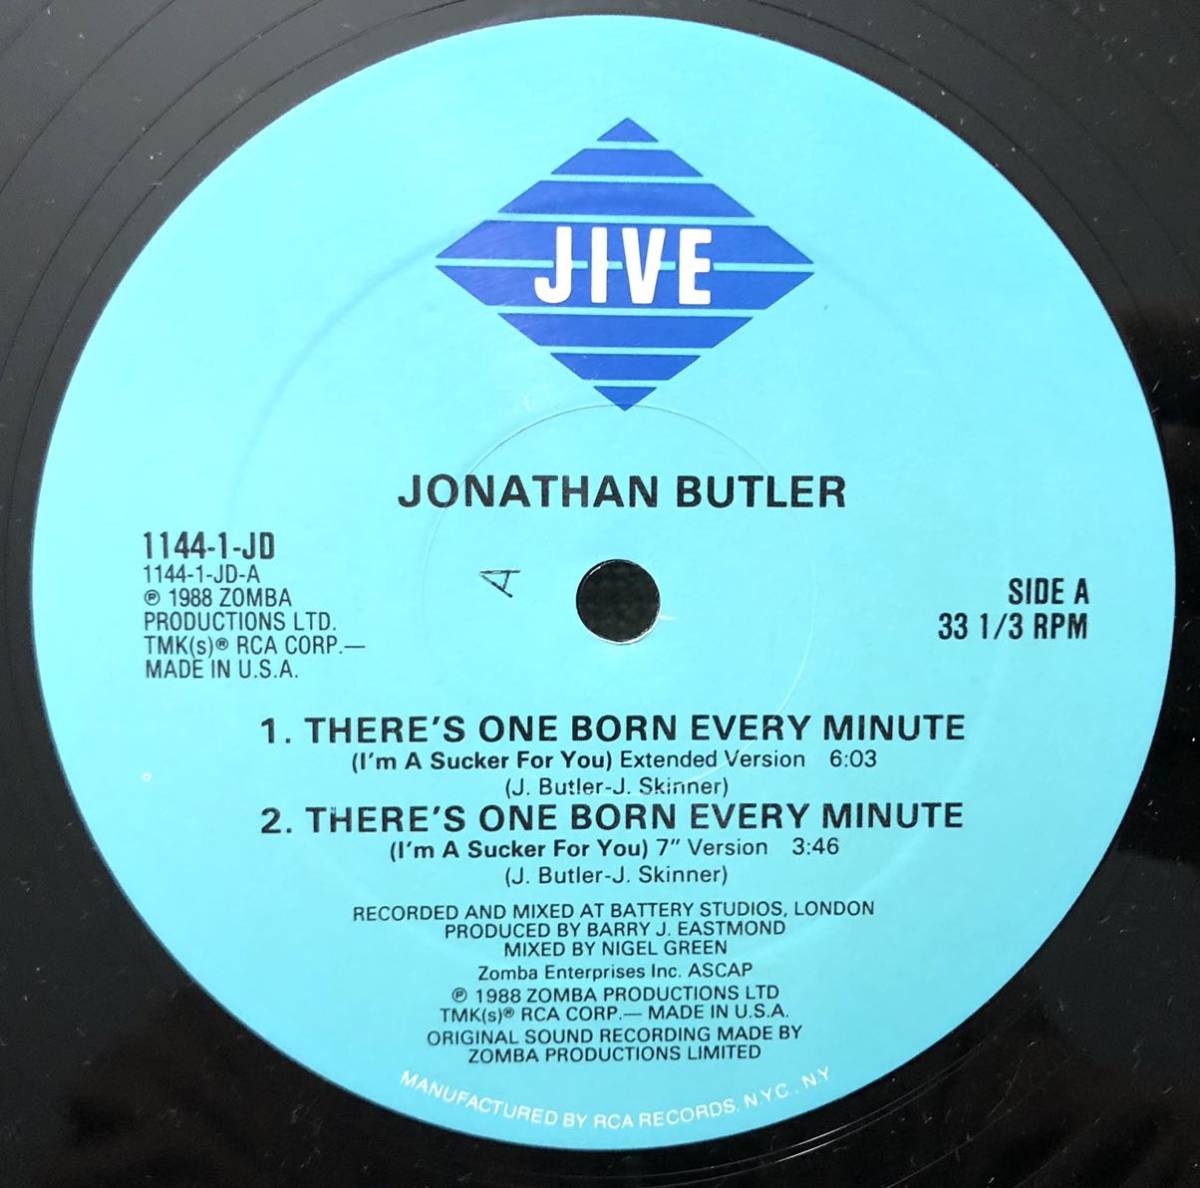 JIVE
JONATHAN BUTLER
1144-1-JD
1144-1-JD-A
℗ 1988 ZOMBA
PRODUCTIONS LTD.
TMK(s)® RCA CORP.—
MADE IN U.S.A.
A
SIDE A
33 1/3 RPM
1. THERE'S ONE BORN EVERY MINUTE
(I'm A Sucker For You) Extended Version 6:03
(J. Butler-J. Skinner)
2. THERE'S ONE BORN EVERY MINUTE
(I'm A Sucker For You) 7" Version 3:46
(J. Butler-J. Skinner)
RECORDED AND MIXED AT BATTERY STUDIOS, LONDON
PRODUCED BY BARRY J. EASTMOND
MIXED BY NIGEL GREEN
Zomba Enterprises Inc. ASCAP
℗ 1988 ZOMBA PRODUCTIONS LTD
TMK(s)® RCA CORP.— MADE IN U.S.A.
ORIGINAL SOUND RECORDING MADE BY
ZOMBA PRODUCTIONS LIMITED
MANUFACTURED BY RCA RECORDS, N.Y.C., N.Y